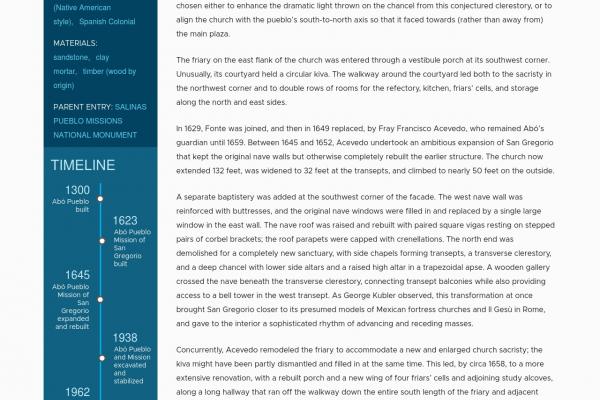 (Native American
style),   Spanish Colonial
MATERIALS:
sandstone,   clay
mortar,   timber (wood by
origin)
PARENT ENTRY: SALINAS
PUEBLO MISSIONS
NATIONAL MONUMENT
TIMELINE
1300
Abó Pueblo
built
1623
Abó Pueblo
Mission of
San
Gregorio
built
1645
Abó Pueblo
Mission of
San
Gregorio
expanded
and rebuilt
1938
Abó Pueblo
and Mission
excavated
and
stabilized
1962
chosen either to enhance the dramatic light thrown on the chancel from this conjectured clerestory, or to
align the church with the pueblo's south-to-north axis so that it faced towards (rather than away from)
the main plaza.
The friary on the east flank of the church was entered through a vestibule porch at its southwest corner.
Unusually, its courtyard held a circular kiva. The walkway around the courtyard led both to the sacristy in
the northwest corner and to double rows of rooms for the refectory, kitchen, friars' cells, and storage
along the north and east sides.
In 1629, Fonte was joined, and then in 1649 replaced, by Fray Francisco Acevedo, who remained Abó's
guardian until 1659. Between 1645 and 1652, Acevedo undertook an ambitious expansion of San Gregorio
that kept the original nave walls but otherwise completely rebuilt the earlier structure. The church now
extended 132 feet, was widened to 32 feet at the transepts, and climbed to nearly 50 feet on the outside.
A separate baptistery was added at the southwest corner of the facade. The west nave wall was
reinforced with buttresses, and the original nave windows were filled in and replaced by a single large
window in the east wall. The nave roof was raised and rebuilt with paired square vigas resting on stepped
pairs of corbel brackets; the roof parapets were capped with crenellations. The north end was
demolished for a completely new sanctuary, with side chapels forming transepts, a transverse clerestory,
and a deep chancel with lower side altars and a raised high altar in a trapezoidal apse. A wooden gallery
crossed the nave beneath the transverse clerestory, connecting transept balconies while also providing
access to a bell tower in the west transept. As George Kubler observed, this transformation at once
brought San Gregorio closer to its presumed models of Mexican fortress churches and Il Gesù in Rome,
and gave to the interior a sophisticated rhythm of advancing and receding masses.
Concurrently, Acevedo remodeled the friary to accommodate a new and enlarged church sacristy; the
kiva might have been partly dismantled and filled in at the same time. This led, by circa 1658, to a more
extensive renovation, with a rebuilt porch and a new wing of four friars' cells and adjoining study alcoves,
along a long hallway that ran off the walkway down the entire south length of the friary and adjacent